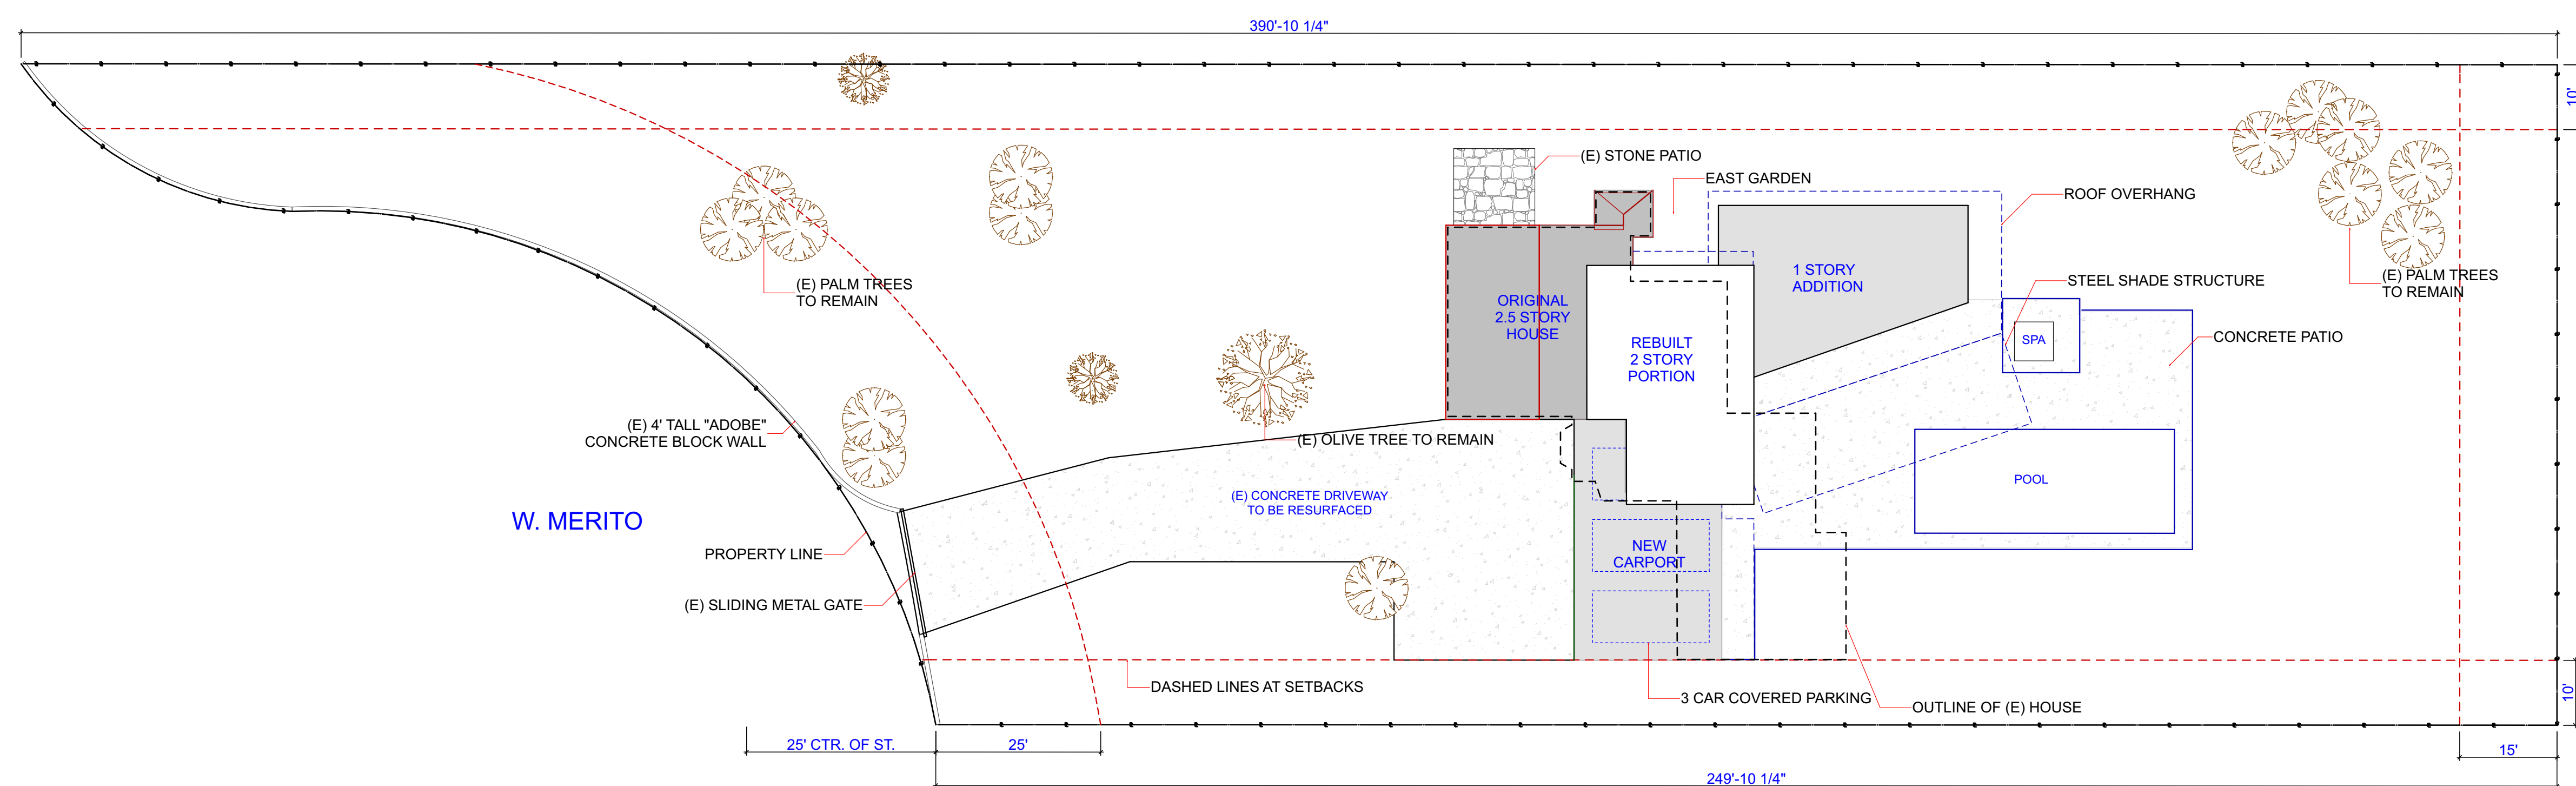 390'-10 1/4"
10'
(E) STONE PATIO
EAST GARDEN
ROOF OVERHANG
(E) PALM TREES
TO REMAIN
1 STORY
ADDITION
STEEL SHADE STRUCTURE
(E) PALM TREES
TO REMAIN
ORIGINAL
2.5 STORY
HOUSE
REBUILT
2 STORY
PORTION
SPA
CONCRETE PATIO
(E) 4' TALL "ADOBE"
CONCRETE BLOCK WALL
(E) OLIVE TREE TO REMAIN
(E) CONCRETE DRIVEWAY
TO BE RESURFACED
POOL
W. MERITO
PROPERTY LINE
NEW
CARPORT
(E) SLIDING METAL GATE
DASHED LINES AT SETBACKS
3 CAR COVERED PARKING
OUTLINE OF (E) HOUSE
10'
25' CTR. OF ST.
25'
15'
249'-10 1/4"